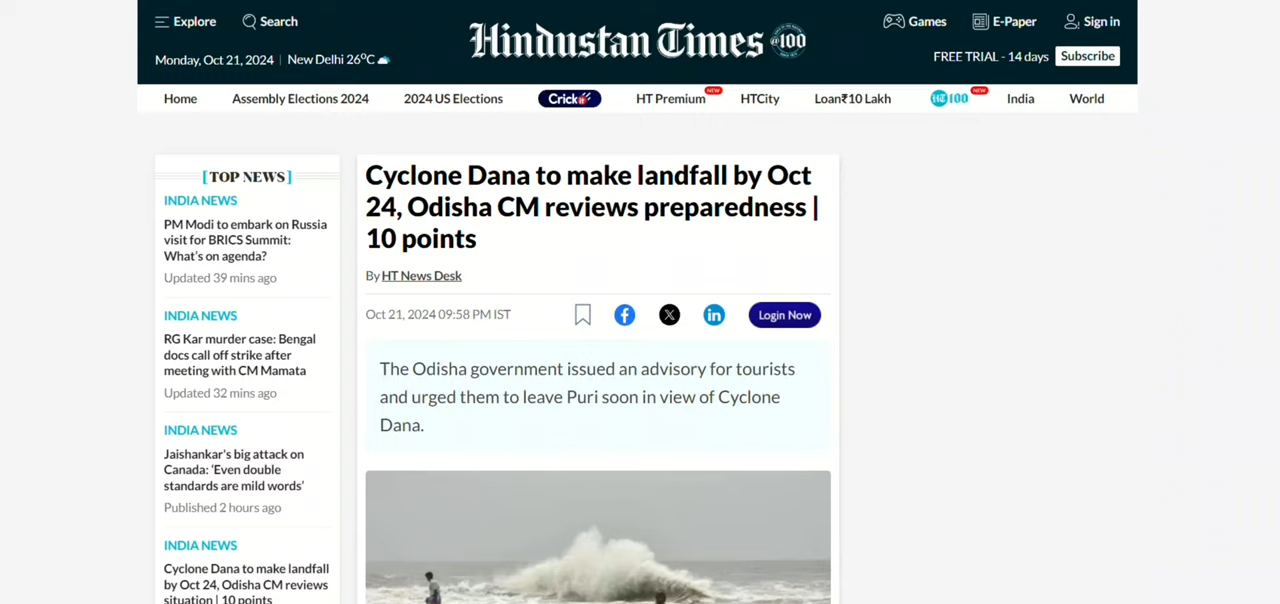 Explore
Search
Hindustan Times @100
Games
E-Paper
Sign in
Monday, Oct 21, 2024 | New Delhi 26°C
FREE TRIAL - 14 days
Subscribe
Home
Assembly Elections 2024
2024 US Elections
Crickit
HT Premium NEW
HTCity
Loan₹10 Lakh
HT 100 NEW
India
World
[TOP NEWS]
INDIA NEWS
PM Modi to embark on Russia
visit for BRICS Summit:
What's on agenda?
Updated 39 mins ago
INDIA NEWS
RG Kar murder case: Bengal
docs call off strike after
meeting with CM Mamata
Updated 32 mins ago
INDIA NEWS
Jaishankar's big attack on
Canada: ‘Even double
standards are mild words’
Published 2 hours ago
INDIA NEWS
Cyclone Dana to make landfall
by Oct 24, Odisha CM reviews
situation | 10 points
Cyclone Dana to make landfall by Oct
24, Odisha CM reviews preparedness |
10 points
By HT News Desk
Oct 21, 2024 09:58 PM IST
Login Now
The Odisha government issued an advisory for tourists
and urged them to leave Puri soon in view of Cyclone
Dana.